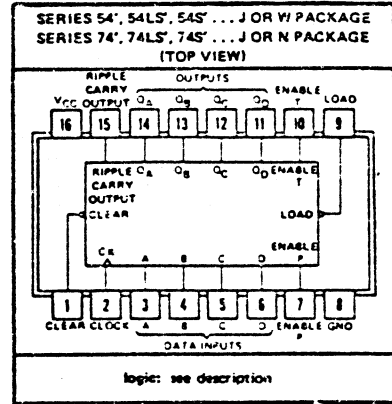 SERIES 54', 54LS', 54S' ... J OR W PACKAGE
SERIES 74', 74LS', 74S' ... J OR N PACKAGE
(TOP VIEW)
RIPPLE CARRY OUTPUT
OUTPUTS
VCC
QA QB QC QD
ENABLE T
LOAD
16 15 14 13 12 11 10 9
RIPPLE CARRY OUTPUT
QA QB QC QD
ENABLE T
CLEAR
LOAD
CK
A B C D
ENABLE P
1 2 3 4 5 6 7 8
CLEAR CLOCK A B C D ENABLE P GND
DATA INPUTS
logic: see description